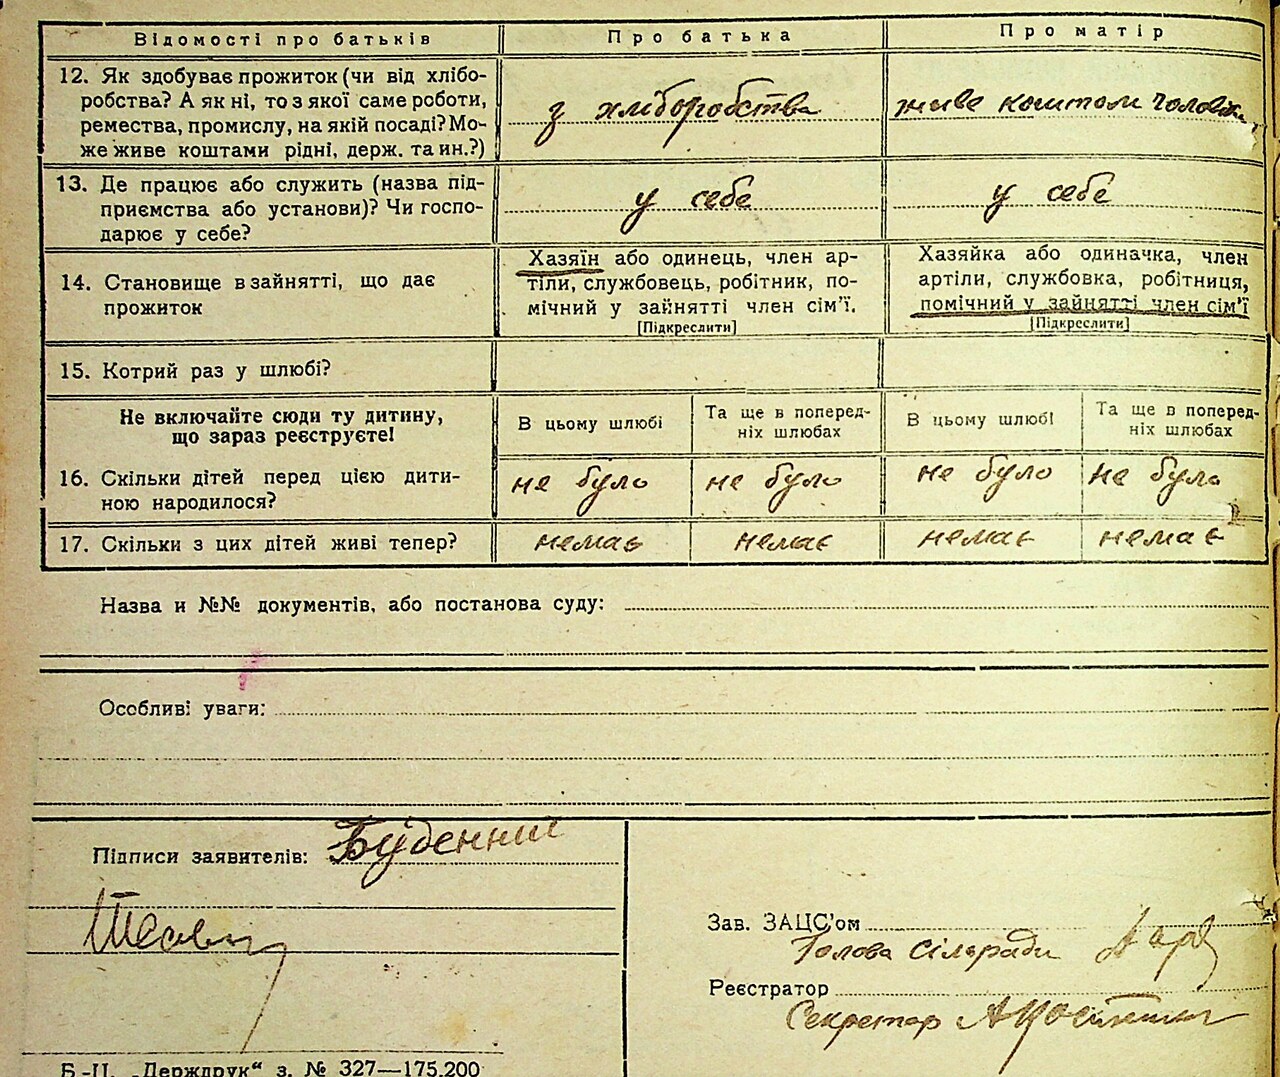 Відомості про батьків
Про батька
Про матір
12. Як здобуває прожиток (чи від хлібо-
робства? А як ні, то з якої саме роботи,
ремества, промислу, на якій посаді? Мо-
же живе коштами рідні, держ. та ин.?)
з хліборобства
живе коштом чоловіка
13. Де працює або служить (назва під-
приємства або установи)? Чи госпо-
дарює у себе?
у себе
у себе
14. Становище в зайнятті, що дає
прожиток
Хазяїн або одинець, член ар-
тіли, службовець, робітник, по-
мічний у зайнятті член сім'ї.
[Підкреслити]
Хазяйка або одиначка, член
артіли, службовка, робітниця,
помічний у зайнятті член сім'ї
[Підкреслити]
15. Котрий раз у шлюбі?
Не включайте сюди ту дитину,
що зараз реєструєте!
В цьому шлюбі
Та ще в поперед-
ніх шлюбах
В цьому шлюбі
Та ще в поперед-
ніх шлюбах
16. Скільки дітей перед цією дити-
ною народилося?
не було
не було
не було
не було
17. Скільки з цих дітей живі тепер?
немає
немає
немає
немає
Назва и №№ документів, або постанова суду:
Особливі уваги:
Підписи заявителів: Буденний
Зав. ЗАЦС'ом
Голова сільради
Реєстратор
Секретар
Б.-Ц. „Держдрук“ з. № 327—175.200